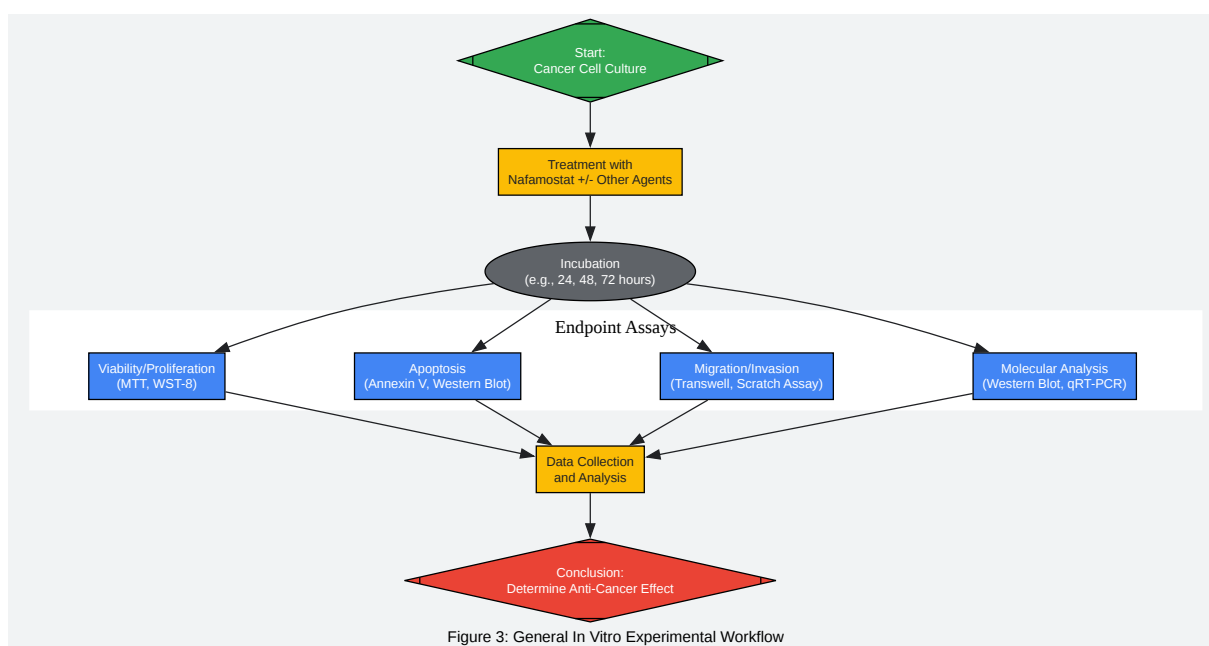 Start:
Cancer Cell Culture
Treatment with
Nafamostat +/- Other Agents
Incubation
(e.g., 24, 48, 72 hours)
Endpoint Assays
Viability/Proliferation
(MTT, WST-8)
Apoptosis
(Annexin V, Western Blot)
Migration/Invasion
(Transwell, Scratch Assay)
Molecular Analysis
(Western Blot, qRT-PCR)
Data Collection
and Analysis
Conclusion:
Determine Anti-Cancer Effect
Figure 3: General In Vitro Experimental Workflow